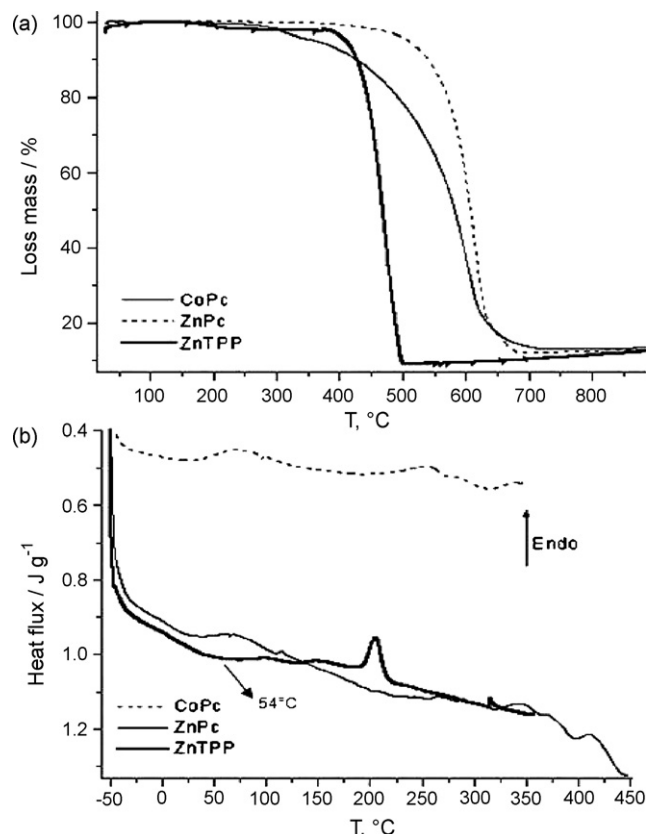 (a)
100
80
60
40
20
Loss mass / %
CoPc
ZnPc
ZnTPP
100 200 300 400 500 600 700 800
T, °C
(b)
0.4
0.6
0.8
1.0
1.2
Heat flux / J g⁻¹
Endo
54°C
CoPc
ZnPc
ZnTPP
-50 0 50 100 150 200 250 300 350 400 450
T, °C